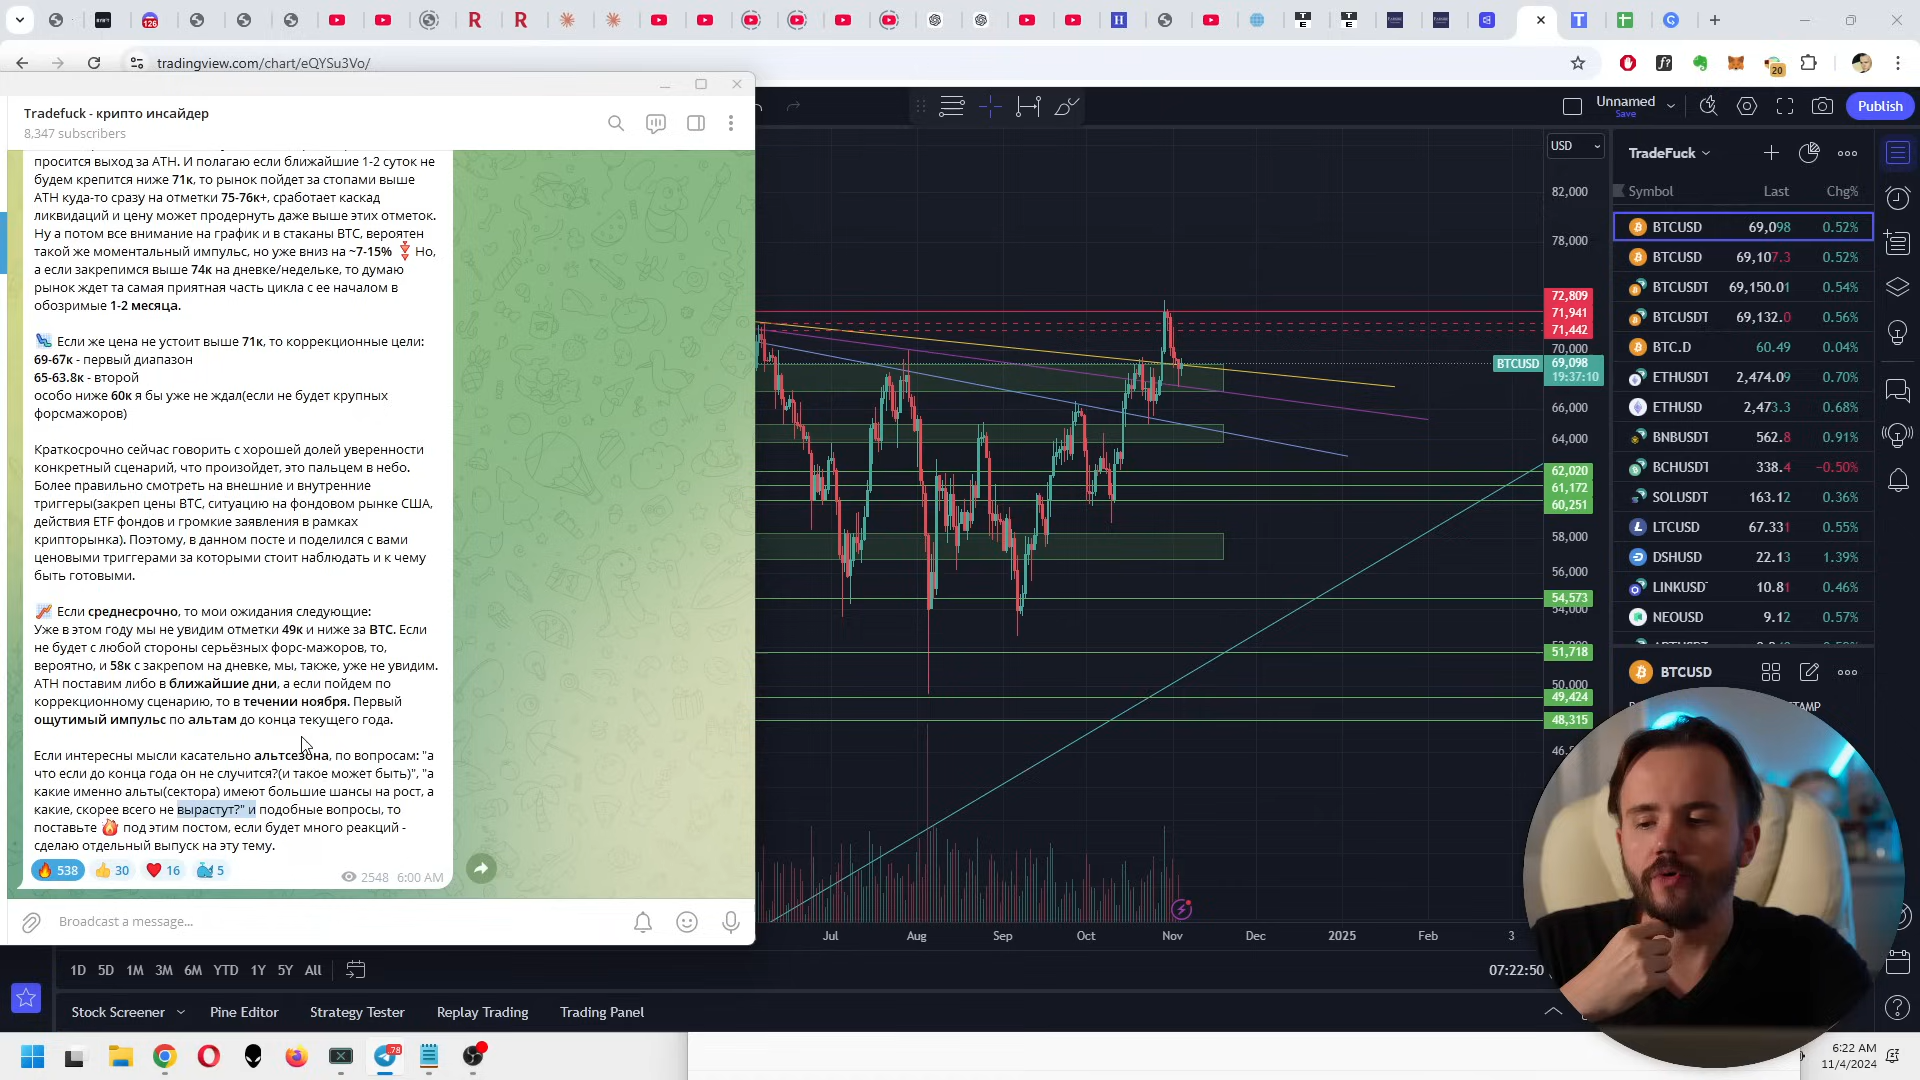 126
tradingview.com/chart/eQYSu3Vo/
20
Tradefuck - крипто инсайдер
8,347 subscribers
просится выход за АТН. И полагаю если ближайшие 1-2 суток не
будем крепится ниже 71к, то рынок пойдет за стопами выше
АТН куда-то сразу на отметки 75-76к+, сработает каскад
ликвидаций и цену может продернуть даже выше этих отметок.
Ну а потом все внимание на график и в стаканы BTC, вероятен
такой же моментальный импульс, но уже вниз на ~7-15% Но,
а если закрепимся выше 74к на дневке/недельке, то думаю
рынок ждет та самая приятная часть цикла с ее началом в
обозримые 1-2 месяца.
Если же цена не устоит выше 71к, то коррекционные цели:
69-67к - первый диапазон
65-63.8к - второй
особо ниже 60к я бы уже не ждал(если не будет крупных
форсмажоров)
Краткосрочно сейчас говорить с хорошей долей уверенности
конкретный сценарий, что произойдет, это пальцем в небо.
Более правильно смотреть на внешние и внутренние
триггеры(закреп цены BTC, ситуацию на фондовом рынке США,
действия ETF фондов и громкие заявления в рамках
крипторынка). Поэтому, в данном посте и поделился с вами
ценовыми триггерами за которыми стоит наблюдать и к чему
быть готовыми.
Если среднесрочно, то мои ожидания следующие:
Уже в этом году мы не увидим отметки 49к и ниже за BTC. Если
не будет с любой стороны серьёзных форс-мажоров, то,
вероятно, и 58к с закрепом на дневке, мы, также, уже не увидим.
АТН поставим либо в ближайшие дни, а если пойдем по
коррекционному сценарию, то в течении ноября. Первый
ощутимый импульс по альтам до конца текущего года.
Если интересны мысли касательно альтсезона, по вопросам: "а
что если до конца года он не случится?(и такое может быть)", "а
какие именно альты(сектора) имеют большие шансы на рост, а
какие, скорее всего не вырастут?" и подобные вопросы, то
поставьте под этим постом, если будет много реакций -
сделаю отдельный выпуск на эту тему.
538 30 16 5
2548 6:00 AM
Broadcast a message...
Unnamed
Save
Publish
USD
82,000
78,000
72,809
71,941
71,442
70,000
BTCUSD 69,098
19:37:10
66,000
64,000
62,020
61,172
60,251
58,000
56,000
54,573
54,000
51,718
50,000
49,424
48,315
Jul Aug Sep Oct Nov Dec 2025 Feb 3
TradeFuck
Symbol Last Chg%
BTCUSD 69,098 0.52%
BTCUSD 69,107.3 0.52%
BTCUSDT 69,150.01 0.54%
BTCUSDT 69,132.0 0.56%
BTC.D 60.49 0.04%
ETHUSDT 2,474.09 0.70%
ETHUSD 2,473.3 0.68%
BNBUSDT 562.8 0.91%
BCHUSDT 338.4 −0.50%
SOLUSDT 163.12 0.36%
LTCUSD 67.331 0.55%
DSHUSD 22.13 1.39%
LINKUSD 10.81 0.46%
NEOUSD 9.12 0.57%
BTCUSD
1D 5D 1M 3M 6M YTD 1Y 5Y All
07:22:50
Stock Screener Pine Editor Strategy Tester Replay Trading Trading Panel
78
6:22 AM
11/4/2024